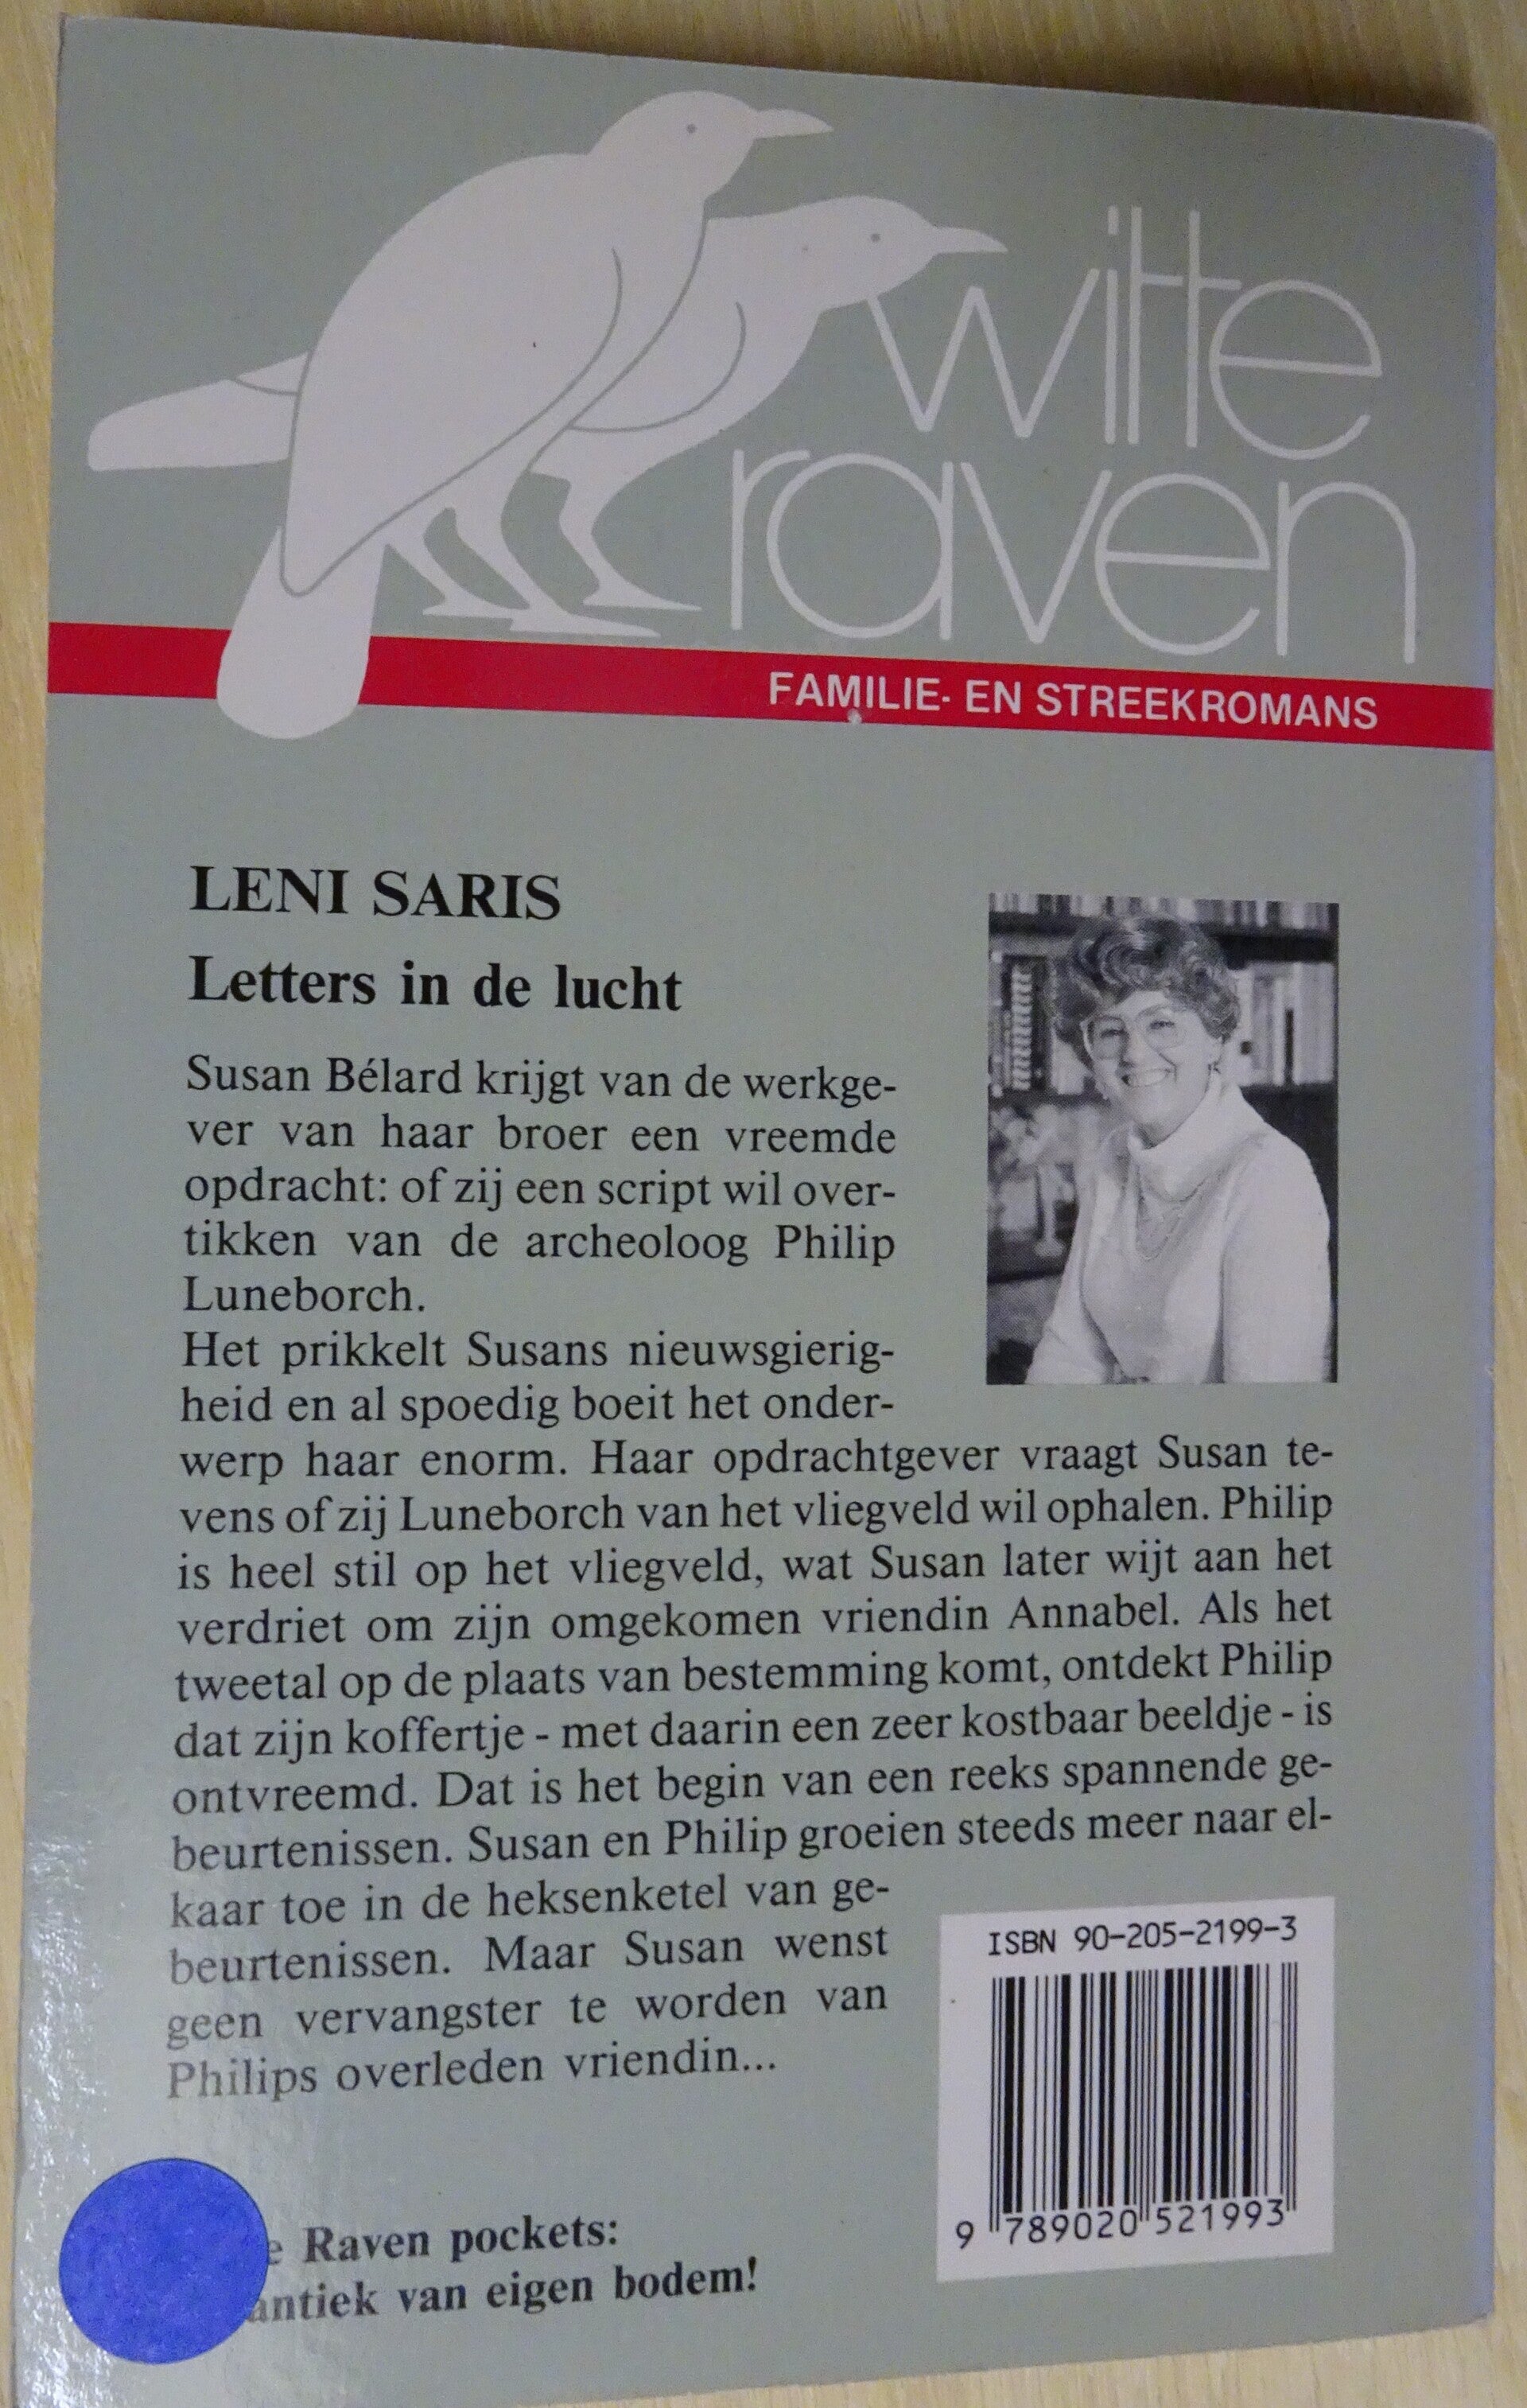 witte
raven
FAMILIE- EN STREEKROMANS
LENI SARIS
Letters in de lucht
Susan Bélard krijgt van de werkge-
ver van haar broer een vreemde
opdracht: of zij een script wil over-
tikken van de archeoloog Philip
Luneborch.
Het prikkelt Susans nieuwsgierig-
heid en al spoedig boeit het onder-
werp haar enorm. Haar opdrachtgever vraagt Susan te-
vens of zij Luneborch van het vliegveld wil ophalen. Philip
is heel stil op het vliegveld, wat Susan later wijt aan het
verdriet om zijn omgekomen vriendin Annabel. Als het
tweetal op de plaats van bestemming komt, ontdekt Philip
dat zijn koffertje - met daarin een zeer kostbaar beeldje - is
ontvreemd. Dat is het begin van een reeks spannende ge-
beurtenissen. Susan en Philip groeien steeds meer naar el-
kaar toe in de heksenketel van ge-
beurtenissen. Maar Susan wenst
geen vervangster te worden van
Philips overleden vriendin...
ISBN 90-205-2199-3
9 789020 521993
Raven pockets:
van eigen bodem!